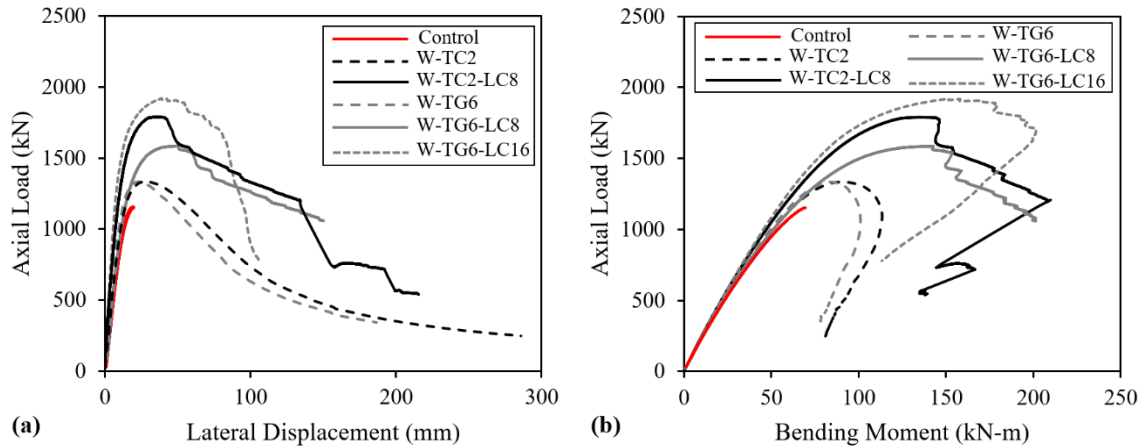 2500
2000
1500
1000
500
0
Axial Load (kN)
Control
W-TC2
W-TC2-LC8
W-TG6
W-TG6-LC8
W-TG6-LC16
0
100
200
300
Lateral Displacement (mm)
(a)
2500
2000
1500
1000
500
0
Axial Load (kN)
Control
W-TC2
W-TC2-LC8
W-TG6
W-TG6-LC8
W-TG6-LC16
0
50
100
150
200
250
Bending Moment (kN-m)
(b)